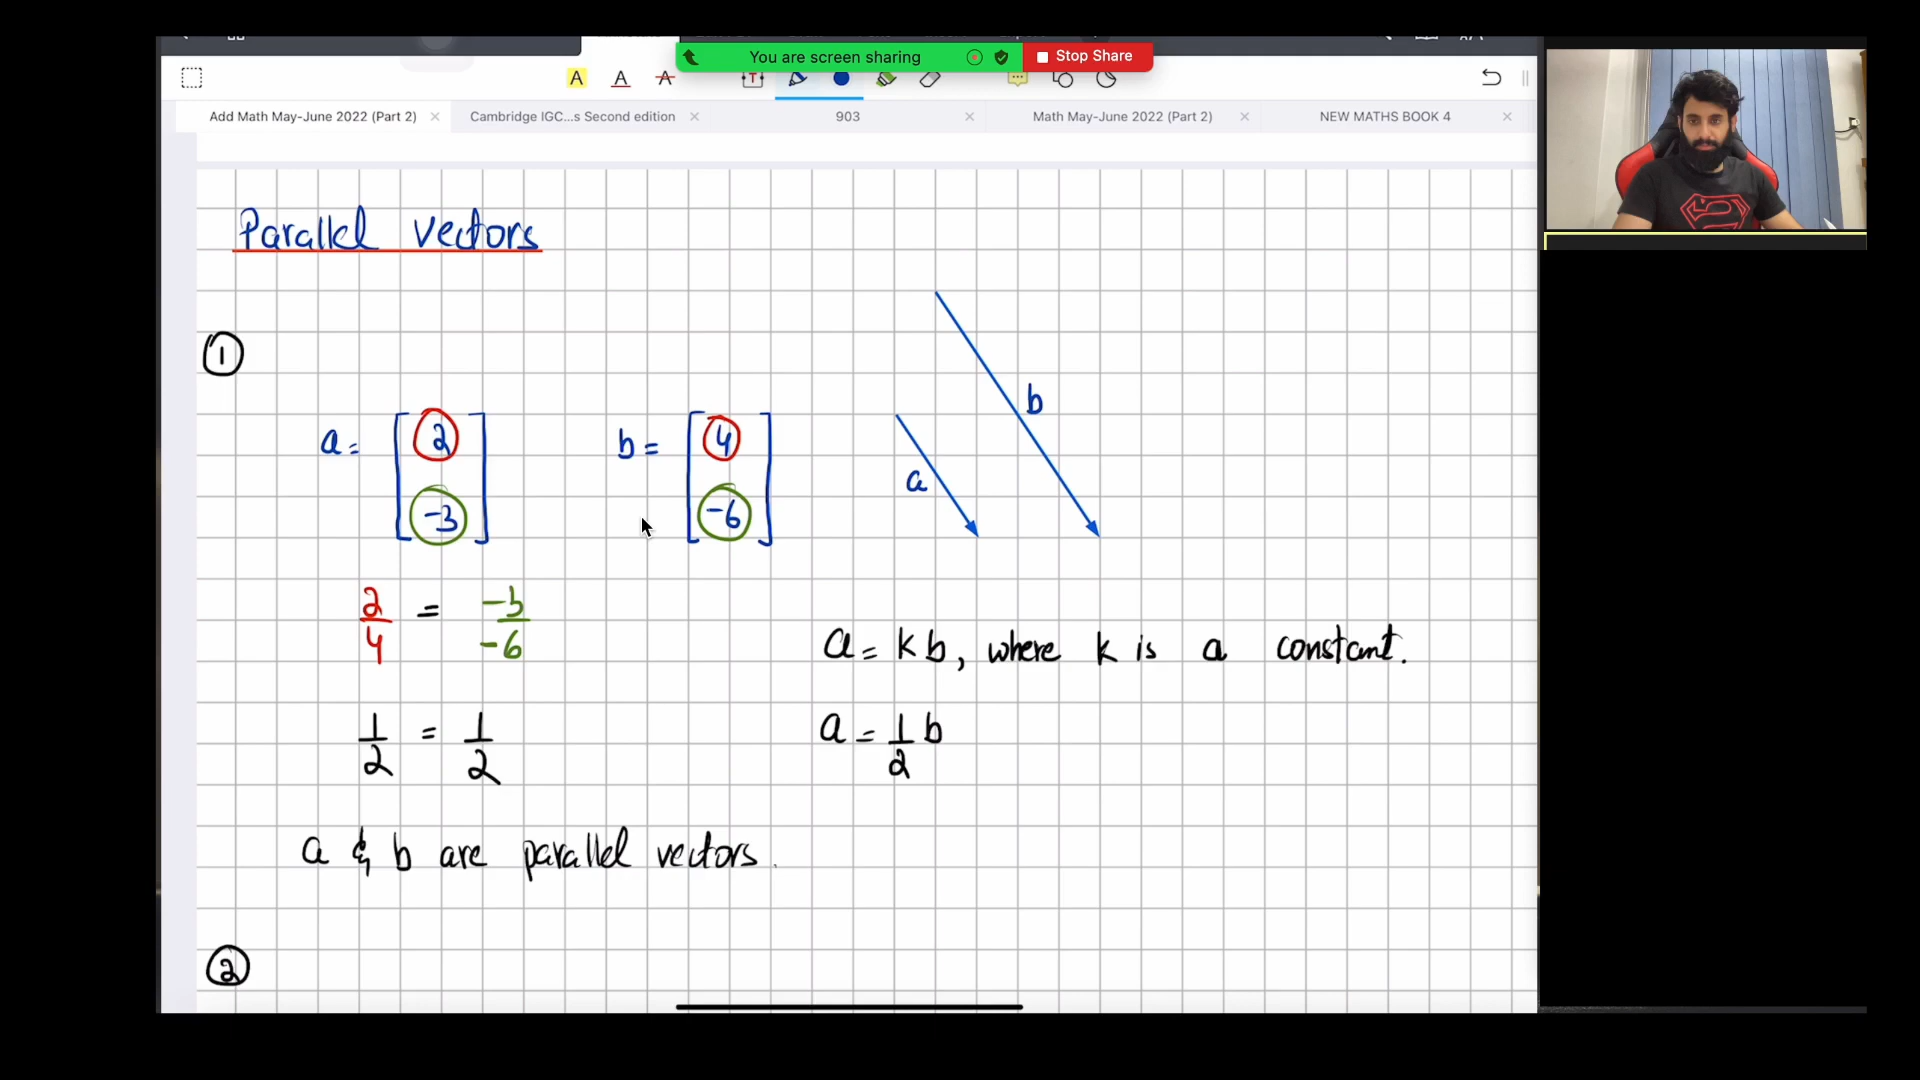 You are screen sharing
Stop Share
A A A T
Add Math May-June 2022 (Part 2) × Cambridge IGC...s Second edition × 903 × Math May-June 2022 (Part 2) × NEW MATHS BOOK 4 ×
Parallel vectors
1
b
a = [2 -3] b = [4 -6]
a
2/4 = -3/-6
a = k b, where k is a constant.
1/2 = 1/2
a = 1/2 b
a & b are parallel vectors.
2